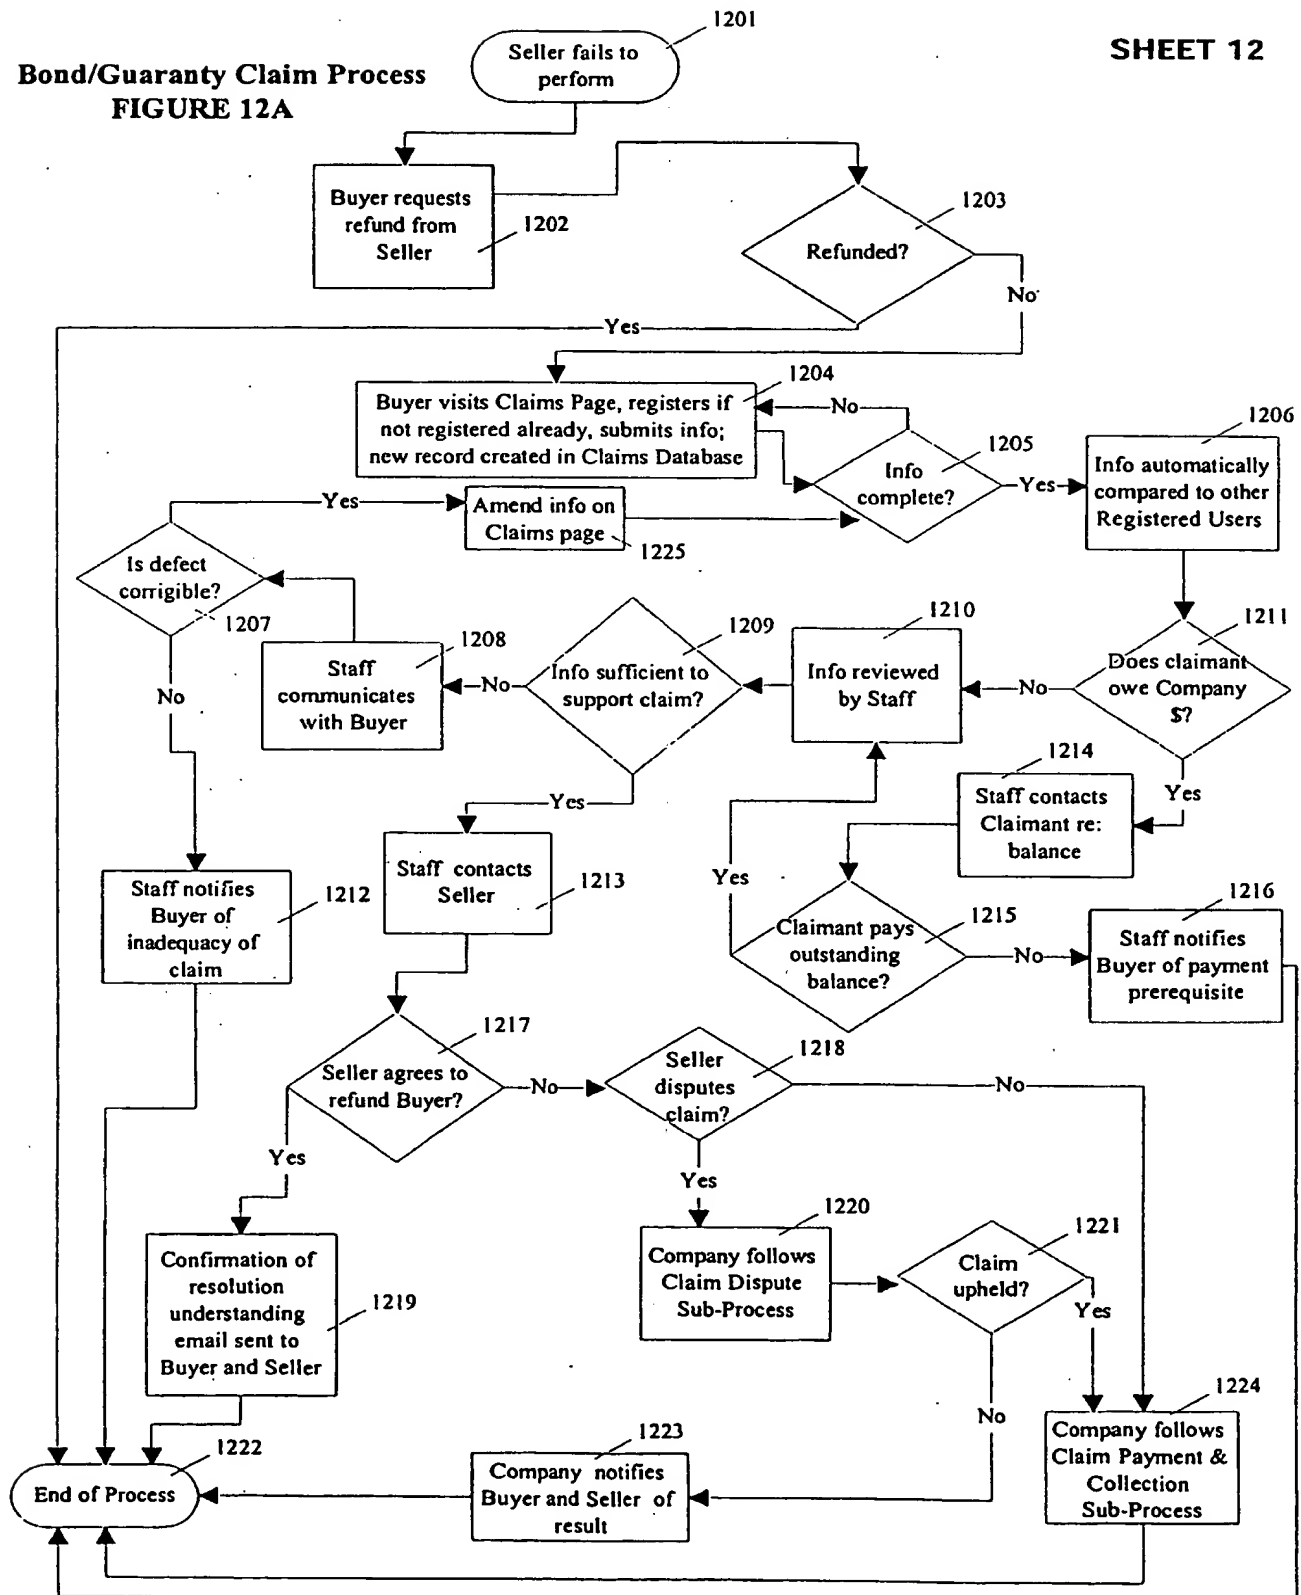 1201
SHEET 12
Seller fails to
perform
Bond/Guaranty Claim Process
FIGURE 12A
Buyer requests
refund from
Seller
1202
1203
Refunded?
No
Yes
1204
Buyer visits Claims Page, registers if
not registered already, submits info;
new record created in Claims Database
No
1205
Info
complete?
Yes
1206
Info automatically
compared to other
Registered Users
Yes
Amend info on
Claims page
1225
Is defect
corrigible?
1207
No
1208
Staff
communicates
with Buyer
No
1209
Info sufficient to
support claim?
1210
Info reviewed
by Staff
No
1211
Does claimant
owe Company
$?
Yes
1214
Staff contacts
Claimant re:
balance
Yes
Staff contacts
Seller
1213
Yes
1215
Claimant pays
outstanding
balance?
No
1216
Staff notifies
Buyer of payment
prerequisite
Staff notifies
Buyer of
inadequacy of
claim
1212
1217
Seller agrees to
refund Buyer?
No
1218
Seller
disputes
claim?
No
Yes
Yes
1220
Company follows
Claim Dispute
Sub-Process
1221
Claim
upheld?
Yes
Confirmation of
resolution
understanding
email sent to
Buyer and Seller
1219
No
1224
Company follows
Claim Payment &
Collection
Sub-Process
1222
End of Process
1223
Company notifies
Buyer and Seller of
result